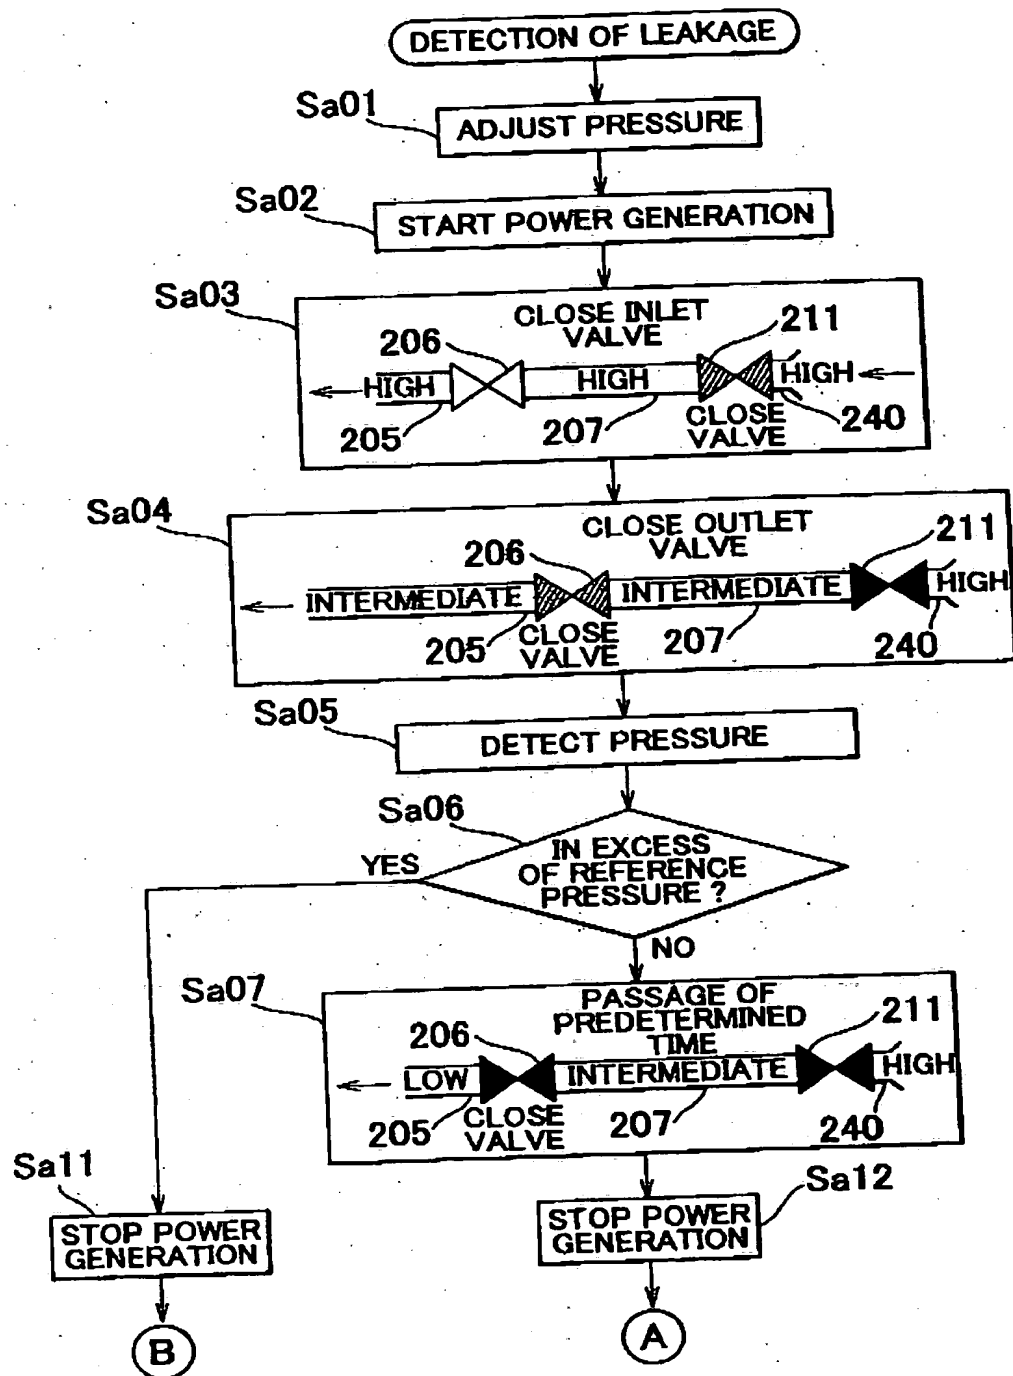 DETECTION OF LEAKAGE
Sa01
ADJUST PRESSURE
Sa02
START POWER GENERATION
Sa03
CLOSE INLET
VALVE
211
206
HIGH
HIGH
HIGH
205
207
CLOSE
VALVE
240
Sa04
CLOSE OUTLET
VALVE
211
206
INTERMEDIATE
INTERMEDIATE
HIGH
205
CLOSE
VALVE
207
240
Sa05
DETECT PRESSURE
Sa06
IN EXCESS
OF REFERENCE
PRESSURE ?
YES
NO
Sa07
PASSAGE OF
PREDETERMINED
TIME
211
206
LOW
INTERMEDIATE
HIGH
205
CLOSE
VALVE
207
240
Sa11
STOP POWER
GENERATION
Sa12
STOP POWER
GENERATION
B
A